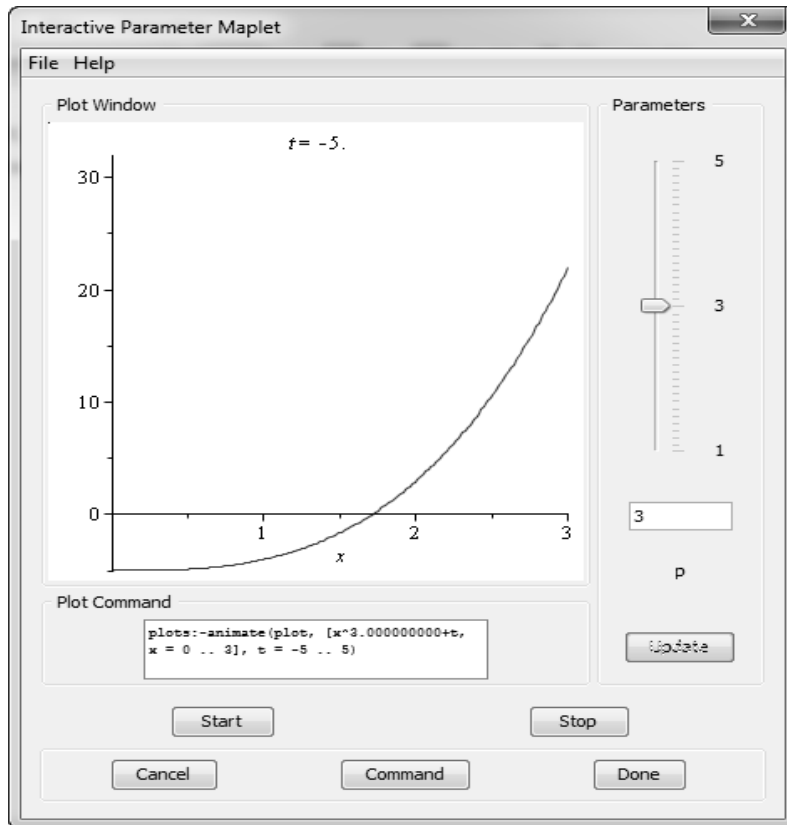 Interactive Parameter Maplet
File Help
Plot Window
t= -5.
30
20
10
0
1
2
3
x
Parameters
5
3
1
3
p
Update
Plot Command
plots:-animate(plot, [x^3.000000000+t,
x = 0 .. 3], t = -5 .. 5)
Start
Stop
Cancel
Command
Done